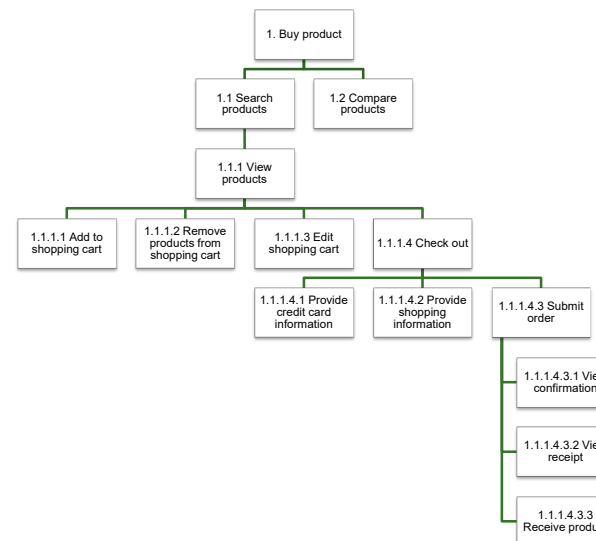 1. Buy product
1.1 Search
products
1.2 Compare
products
1.1.1 View
products
1.1.1.1 Add to
shopping cart
1.1.1.2 Remove
products from
shopping cart
1.1.1.3 Edit
shopping cart
1.1.1.4 Check out
1.1.1.4.1 Provide
credit card
information
1.1.1.4.2 Provide
shopping
information
1.1.1.4.3 Submit
order
1.1.1.4.3.1
confirmation
1.1.1.4.3.2
receipt
1.1.1.4.3.3
Receive